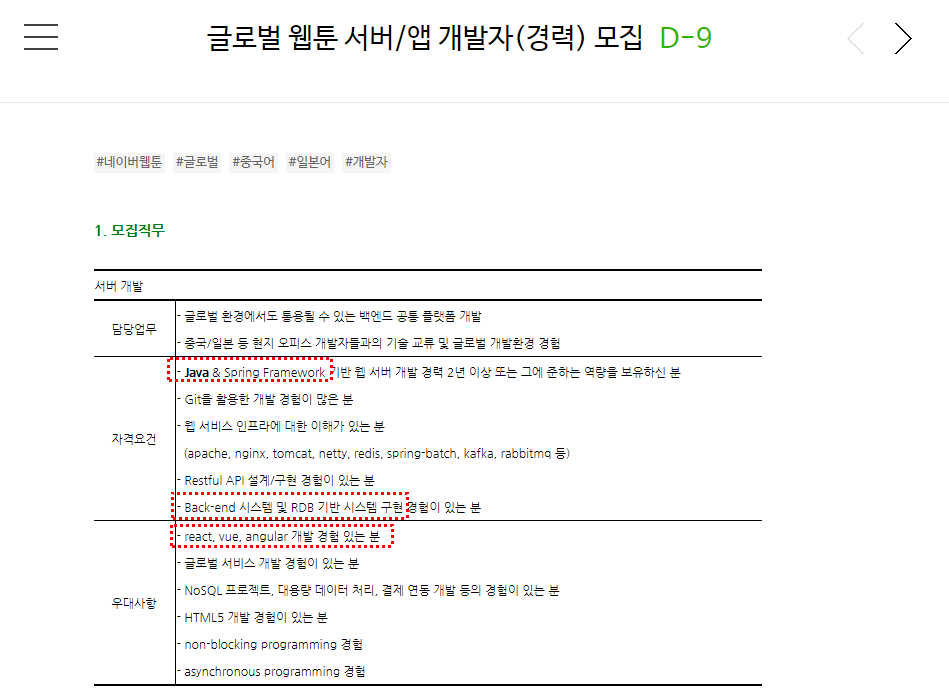 글로벌 웹툰 서버/앱 개발자(경력) 모집 D-9
#네이버웹툰 #글로벌 #중국어 #일본어 #개발자
1. 모집직무
서버 개발
담당업무
- 글로벌 환경에서도 통용될 수 있는 백엔드 공통 플랫폼 개발
- 중국/일본 등 현지 오피스 개발자들과의 기술 교류 및 글로벌 개발환경 경험
자격요건
- Java & Spring Framework 기반 웹 서버 개발 경력 2년 이상 또는 그에 준하는 역량을 보유하신 분
- Git을 활용한 개발 경험이 많은 분
- 웹 서비스 인프라에 대한 이해가 있는 분
(apache, nginx, tomcat, netty, redis, spring-batch, kafka, rabbitmq 등)
- Restful API 설계/구현 경험이 있는 분
- Back-end 시스템 및 RDB 기반 시스템 구현 경험이 있는 분
우대사항
- react, vue, angular 개발 경험 있는 분
- 글로벌 서비스 개발 경험이 있는 분
- NoSQL 프로젝트, 대용량 데이터 처리, 결제 연동 개발 등의 경험이 있는 분
- HTML5 개발 경험이 있는 분
- non-blocking programming 경험
- asynchronous programming 경험